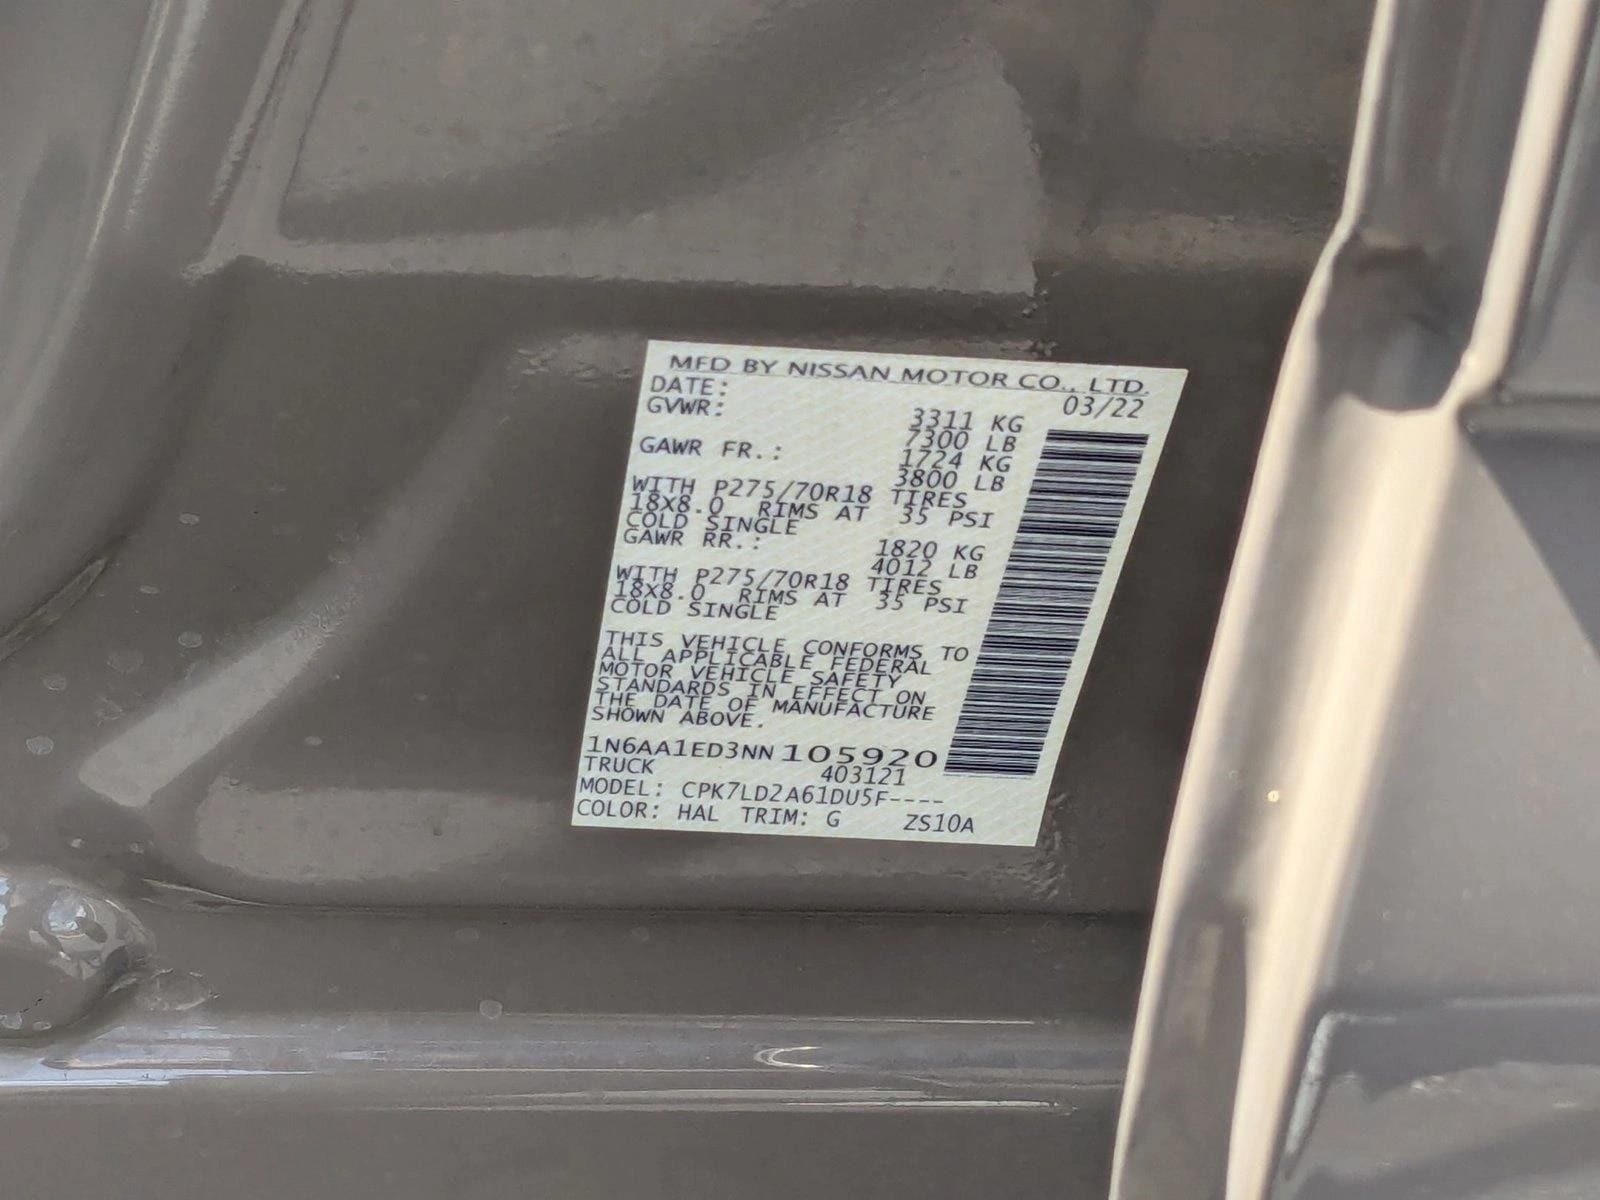 MFD BY NISSAN MOTOR CO., LTD.
DATE: 03/22
GVWR: 3311 KG
7300 LB
GAWR FR.: 1724 KG
3800 LB
WITH P275/70R18 TIRES
18X8.0 RIMS AT 35 PSI
COLD SINGLE
GAWR RR.: 1820 KG
4012 LB
WITH P275/70R18 TIRES
18X8.0 RIMS AT 35 PSI
COLD SINGLE
THIS VEHICLE CONFORMS TO
ALL APPLICABLE FEDERAL
MOTOR VEHICLE SAFETY
STANDARDS IN EFFECT ON
THE DATE OF MANUFACTURE
SHOWN ABOVE.
1N6AA1ED3NN105920
TRUCK 403121
MODEL: CPK7LD2A61DU5F----
COLOR: HAL TRIM: G ZS10A